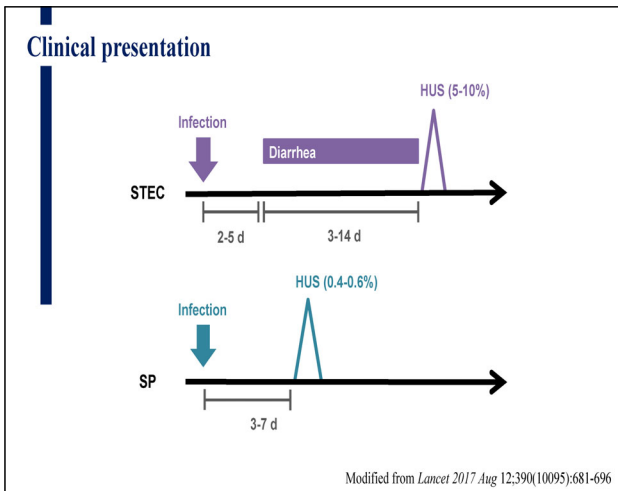 Clinical presentation
HUS (5-10%)
Infection
Diarrhea
STEC
2-5 d
3-14 d
HUS (0.4-0.6%)
Infection
SP
3-7 d
Modified from Lancet 2017 Aug 12;390(10095):681-696